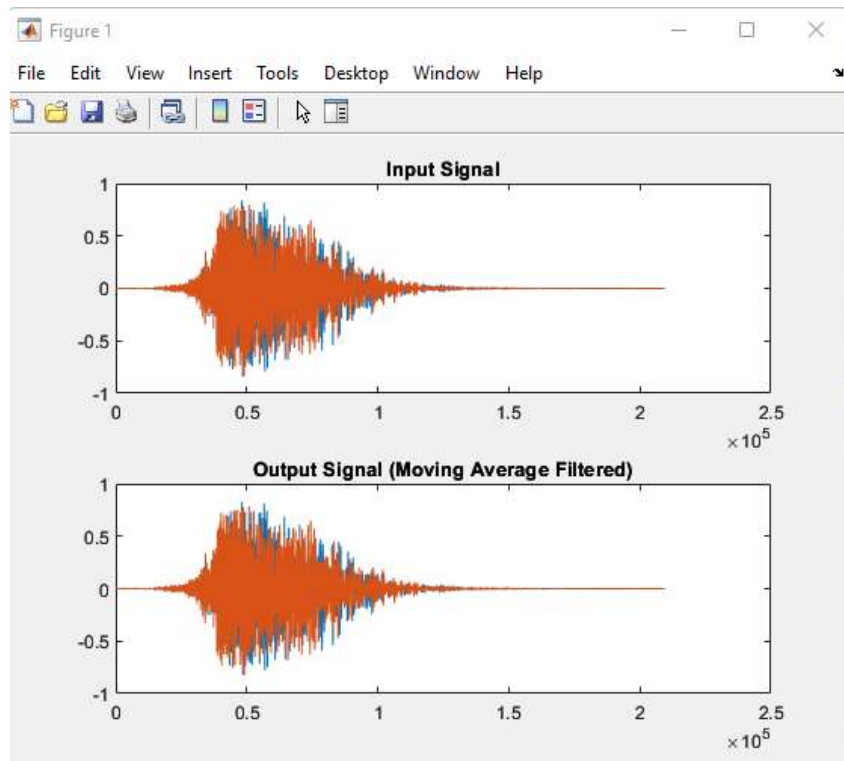 Figure 1
File Edit View Insert Tools Desktop Window Help
Input Signal
1
0.5
0
-0.5
-1
0 0.5 1 1.5 2 2.5
×10^5
Output Signal (Moving Average Filtered)
1
0.5
0
-0.5
-1
0 0.5 1 1.5 2 2.5
×10^5